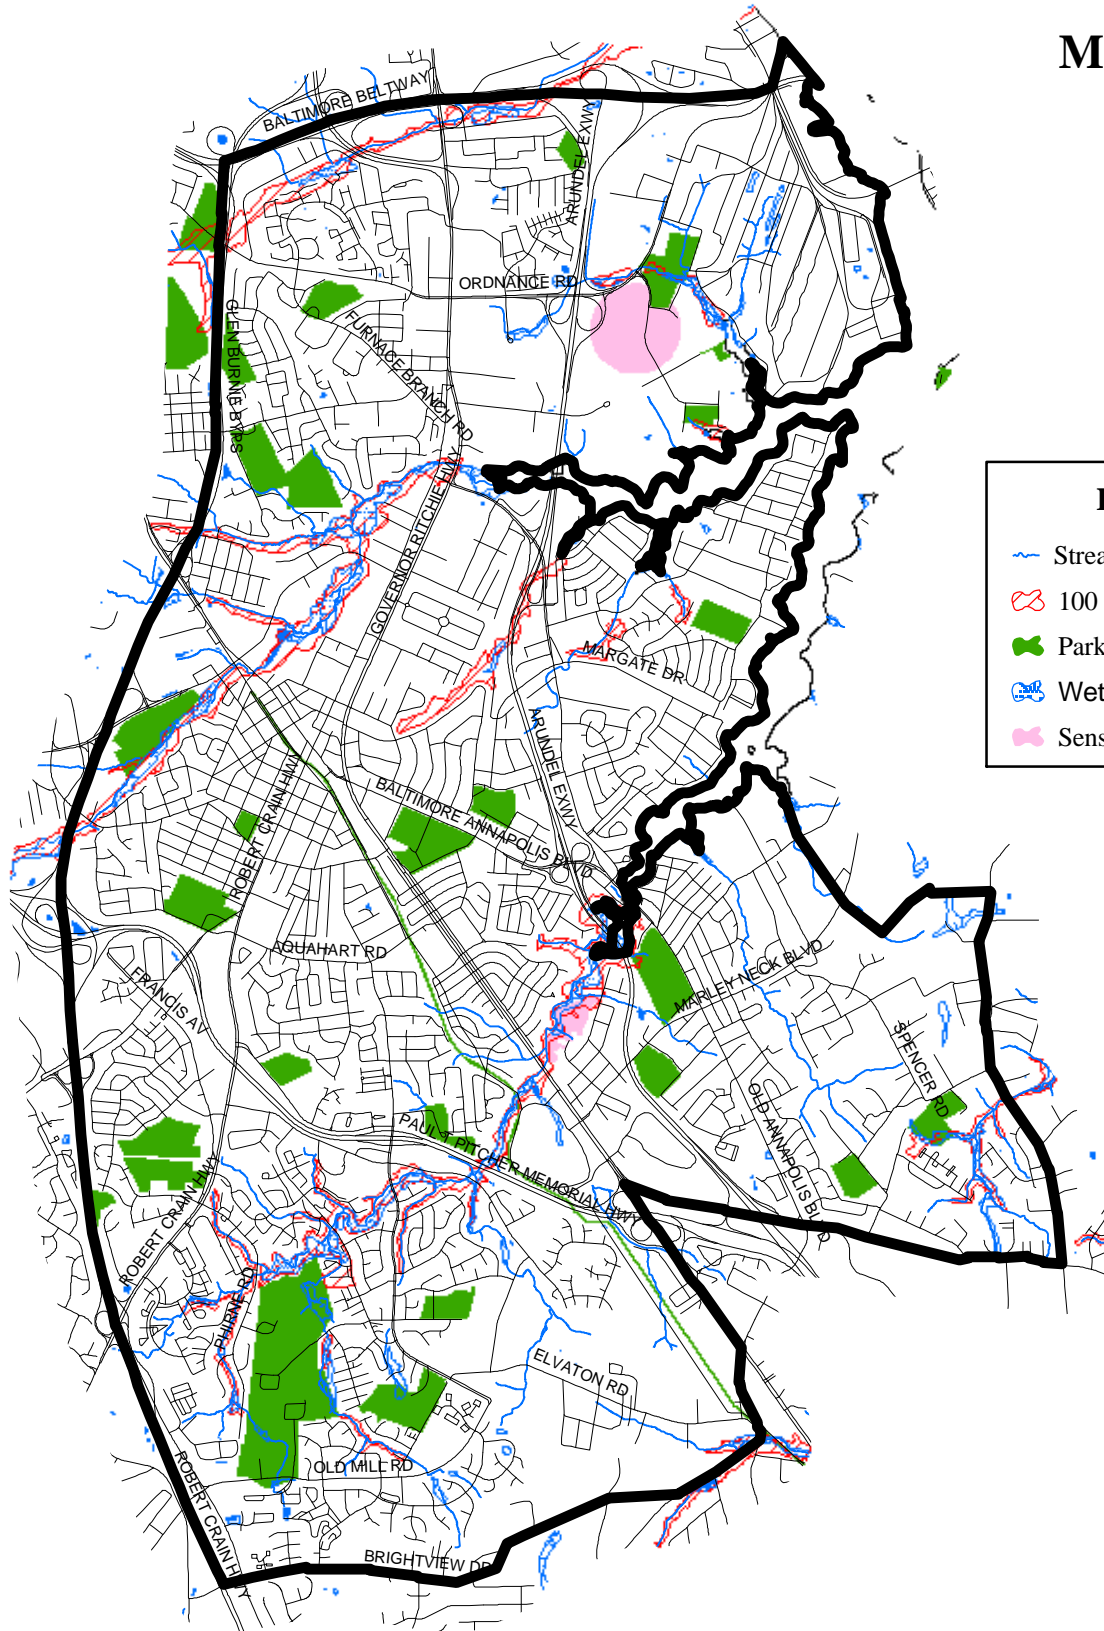 M
BALTIMORE BELTWAY
ARUNDEL EXWY
ORDNANCE RD
GLEN BURNIE BYPS
FURNACE BRANCH RD
GOVERNOR RITCHIE HWY
Strea
100
Park
Wet
Sens
MARGATE DR
ARUNDEL EXWY
ROBERT CRAIN HWY
BALTIMORE ANNAPOLIS BLVD
AQUAHART RD
FRANCIS AV
MARLEY NECK BLVD
SPENCER RD
OLD ANNAPOLIS BLVD
PAUL T PITCHER MEMORIAL HWY
ROBERT CRAIN HWY
PHIRNE RD
ELVATON RD
OLD MILL RD
ROBERT CRAIN HWY
BRIGHTVIEW DR